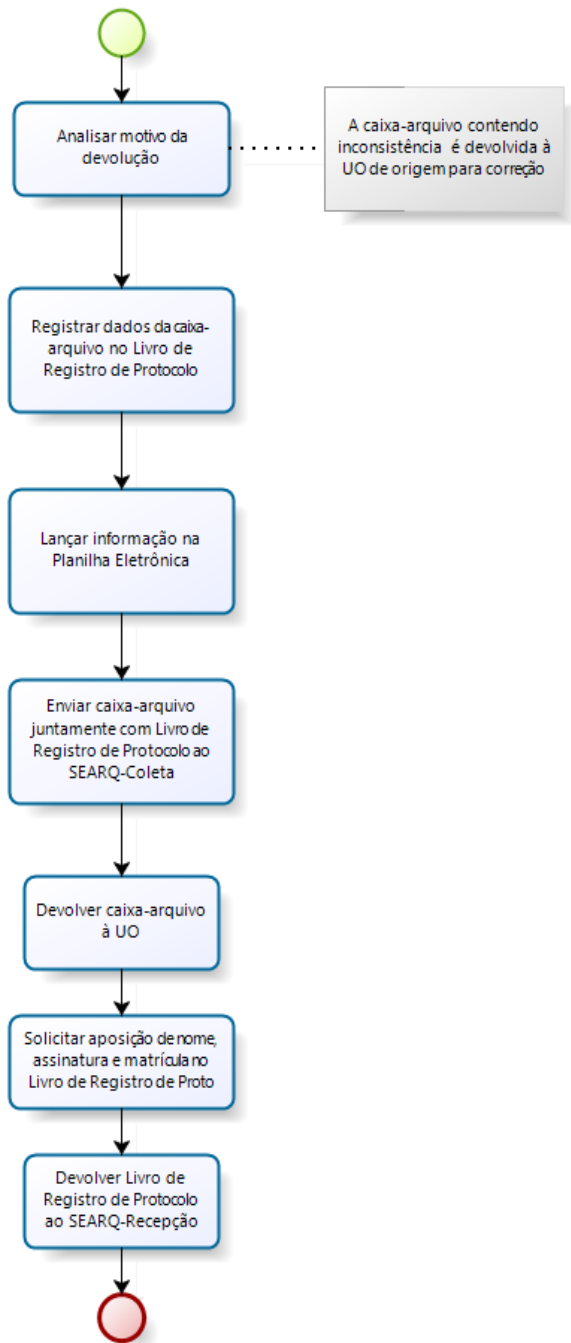 Analisar motivo da
devolução
A caixa-arquivo contendo
inconsistência é devolvida à
UO de origem para correção
Registrar dados da caixa-
arquivo no Livro de
Registro de Protocolo
Lançar informação na
Planilha Eletrônica
Enviar caixa-arquivo
juntamente com Livro de
Registro de Protocolo ao
SEARQ-Coleta
Devolver caixa-arquivo
à UO
Solicitar aposição de nome,
assinatura e matrícula no
Livro de Registro de Proto
Devolver Livro de
Registro de Protocolo
ao SEARQ-Recepção